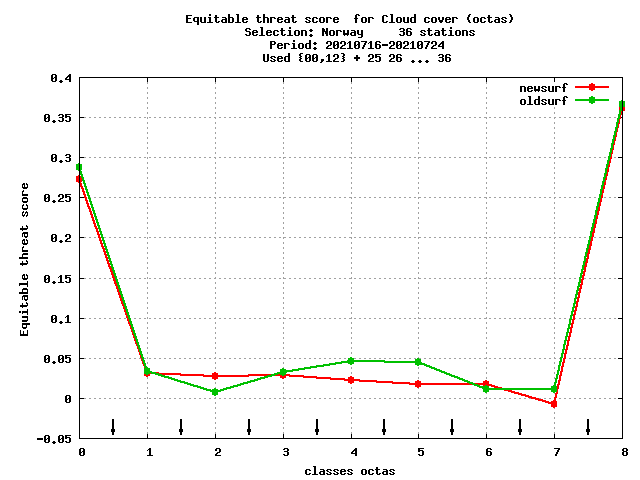 Equitable threat score  for Cloud cover (octas)
Selection: Norway     36 stations
Period: 20210716-20210724
Used {00,12} + 25 26 ... 36
newsurf
oldsurf
Equitable threat score
0.4
0.35
0.3
0.25
0.2
0.15
0.1
0.05
0
-0.05
0 1 2 3 4 5 6 7 8
classes octas